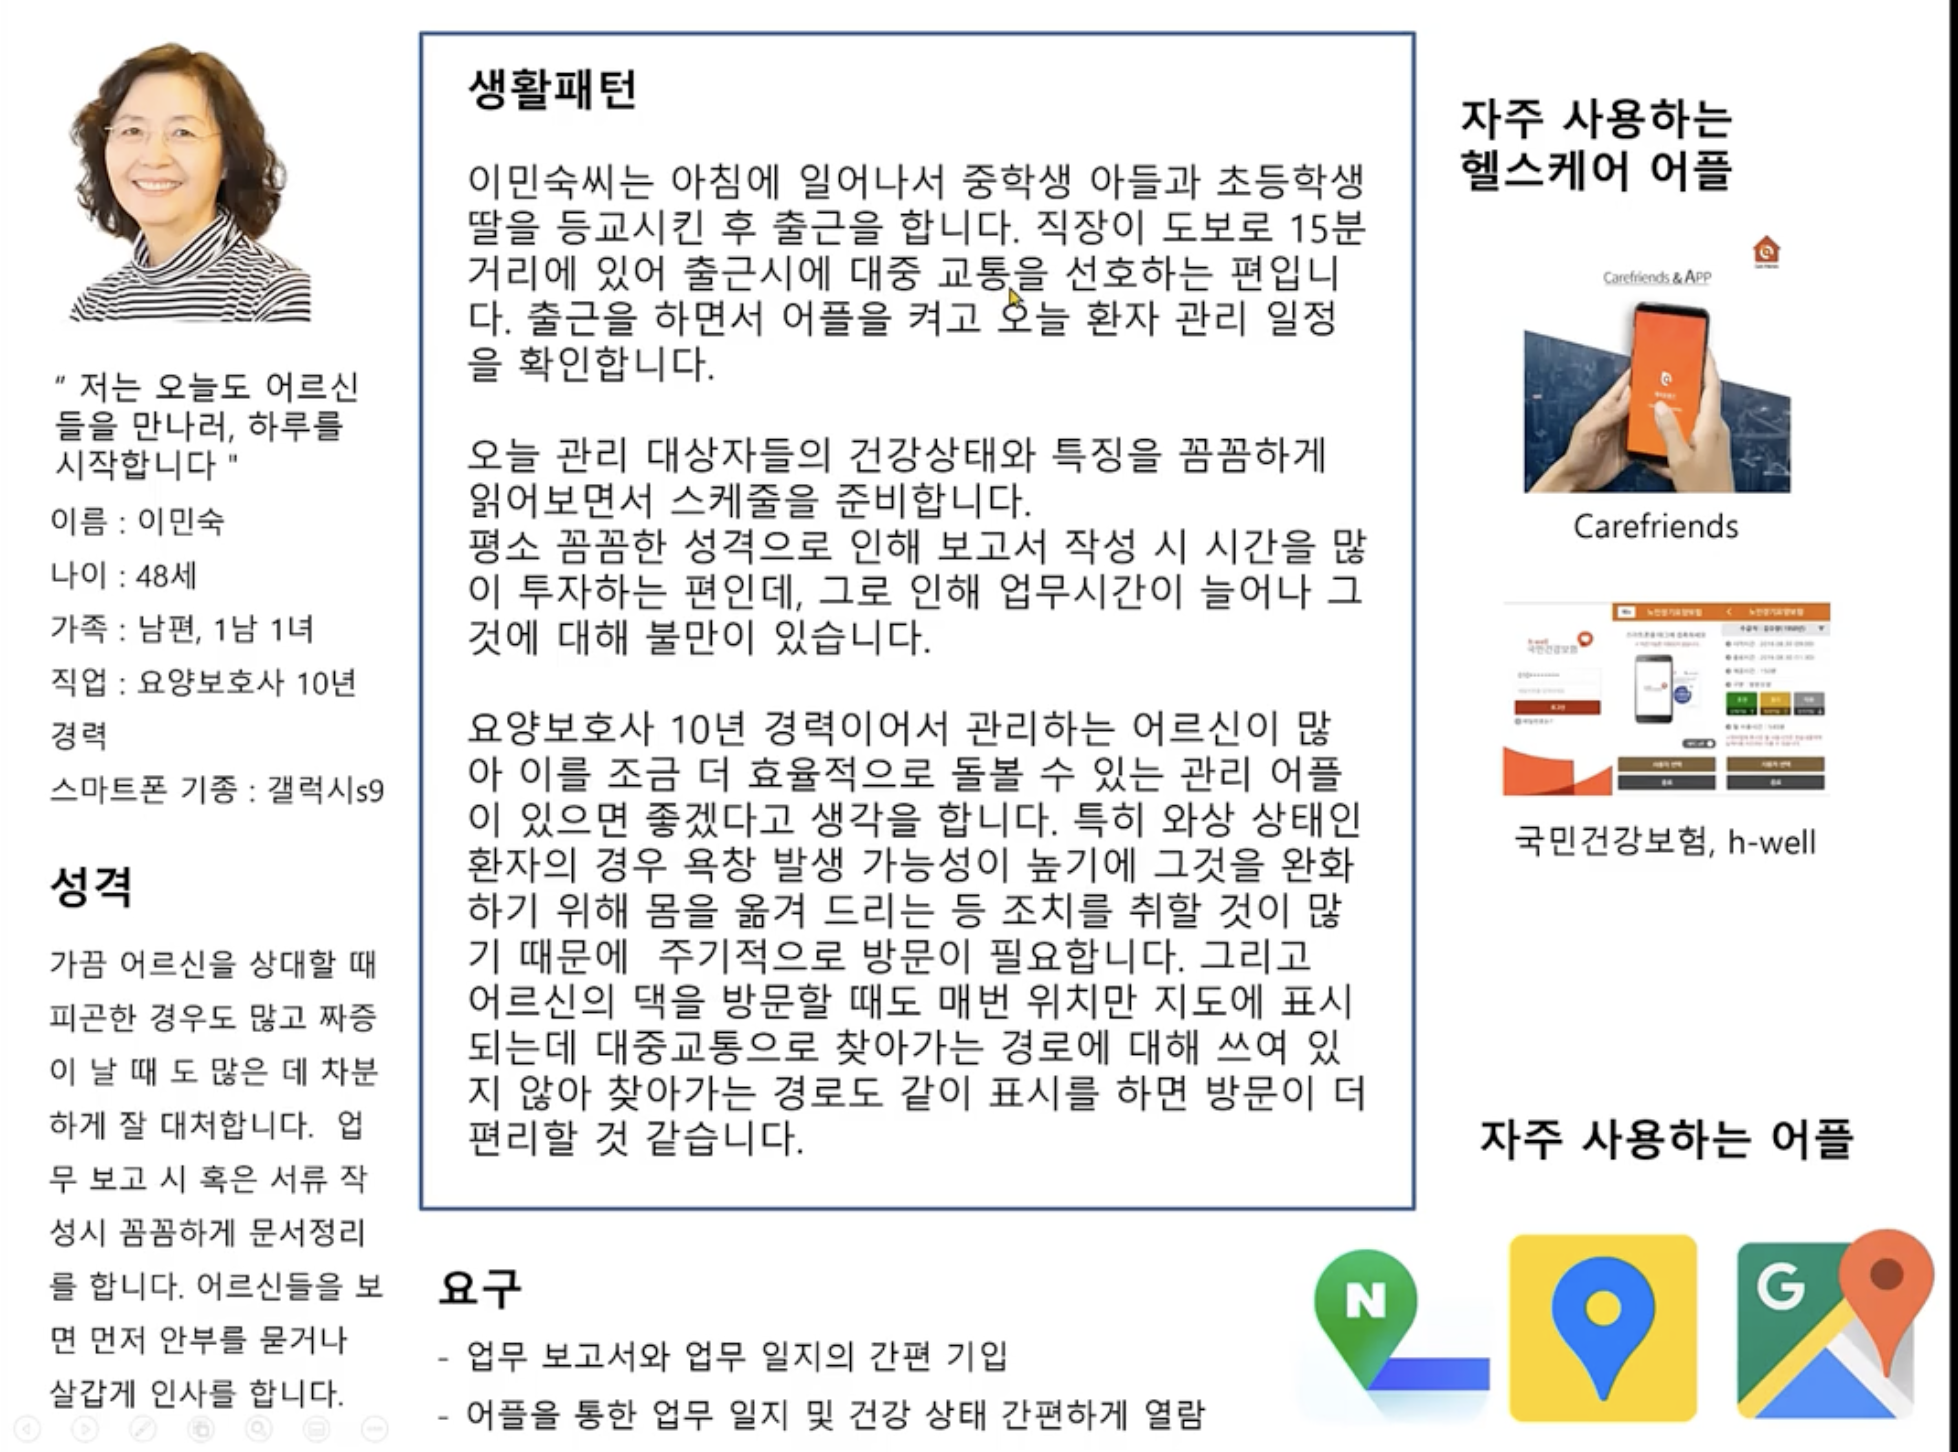 " 저는 오늘도 어르신
들을 만나러, 하루를
시작합니다 "
이름 : 이민숙
나이 : 48세
가족 : 남편, 1남 1녀
직업 : 요양보호사 10년
경력
스마트폰 기종 : 갤럭시s9
성격
가끔 어르신을 상대할 때
피곤한 경우도 많고 짜증
이 날 때 도 많은 데 차분
하게 잘 대처합니다.  업
무 보고 시 혹은 서류 작
성시 꼼꼼하게 문서정리
를 합니다. 어르신들을 보
면 먼저 안부를 묻거나
살갑게 인사를 합니다.
생활패턴
이민숙씨는 아침에 일어나서 중학생 아들과 초등학생
딸을 등교시킨 후 출근을 합니다. 직장이 도보로 15분
거리에 있어 출근시에 대중 교통을 선호하는 편입니
다. 출근을 하면서 어플을 켜고 오늘 환자 관리 일정
을 확인합니다.
오늘 관리 대상자들의 건강상태와 특징을 꼼꼼하게
읽어보면서 스케줄을 준비합니다.
평소 꼼꼼한 성격으로 인해 보고서 작성 시 시간을 많
이 투자하는 편인데, 그로 인해 업무시간이 늘어나 그
것에 대해 불만이 있습니다.
요양보호사 10년 경력이어서 관리하는 어르신이 많
아 이를 조금 더 효율적으로 돌볼 수 있는 관리 어플
이 있으면 좋겠다고 생각을 합니다. 특히 와상 상태인
환자의 경우 욕창 발생 가능성이 높기에 그것을 완화
하기 위해 몸을 옮겨 드리는 등 조치를 취할 것이 많
기 때문에  주기적으로 방문이 필요합니다. 그리고
어르신의 댁을 방문할 때도 매번 위치만 지도에 표시
되는데 대중교통으로 찾아가는 경로에 대해 쓰여 있
지 않아 찾아가는 경로도 같이 표시를 하면 방문이 더
편리할 것 같습니다.
요구
- 업무 보고서와 업무 일지의 간편 기입
- 어플을 통한 업무 일지 및 건강 상태 간편하게 열람
자주 사용하는
헬스케어 어플
Carefriends & APP
Carefriends
h-well
국민건강보험
노인장기요양보험
노인장기요양보험
국민건강보험, h-well
자주 사용하는 어플
N
G